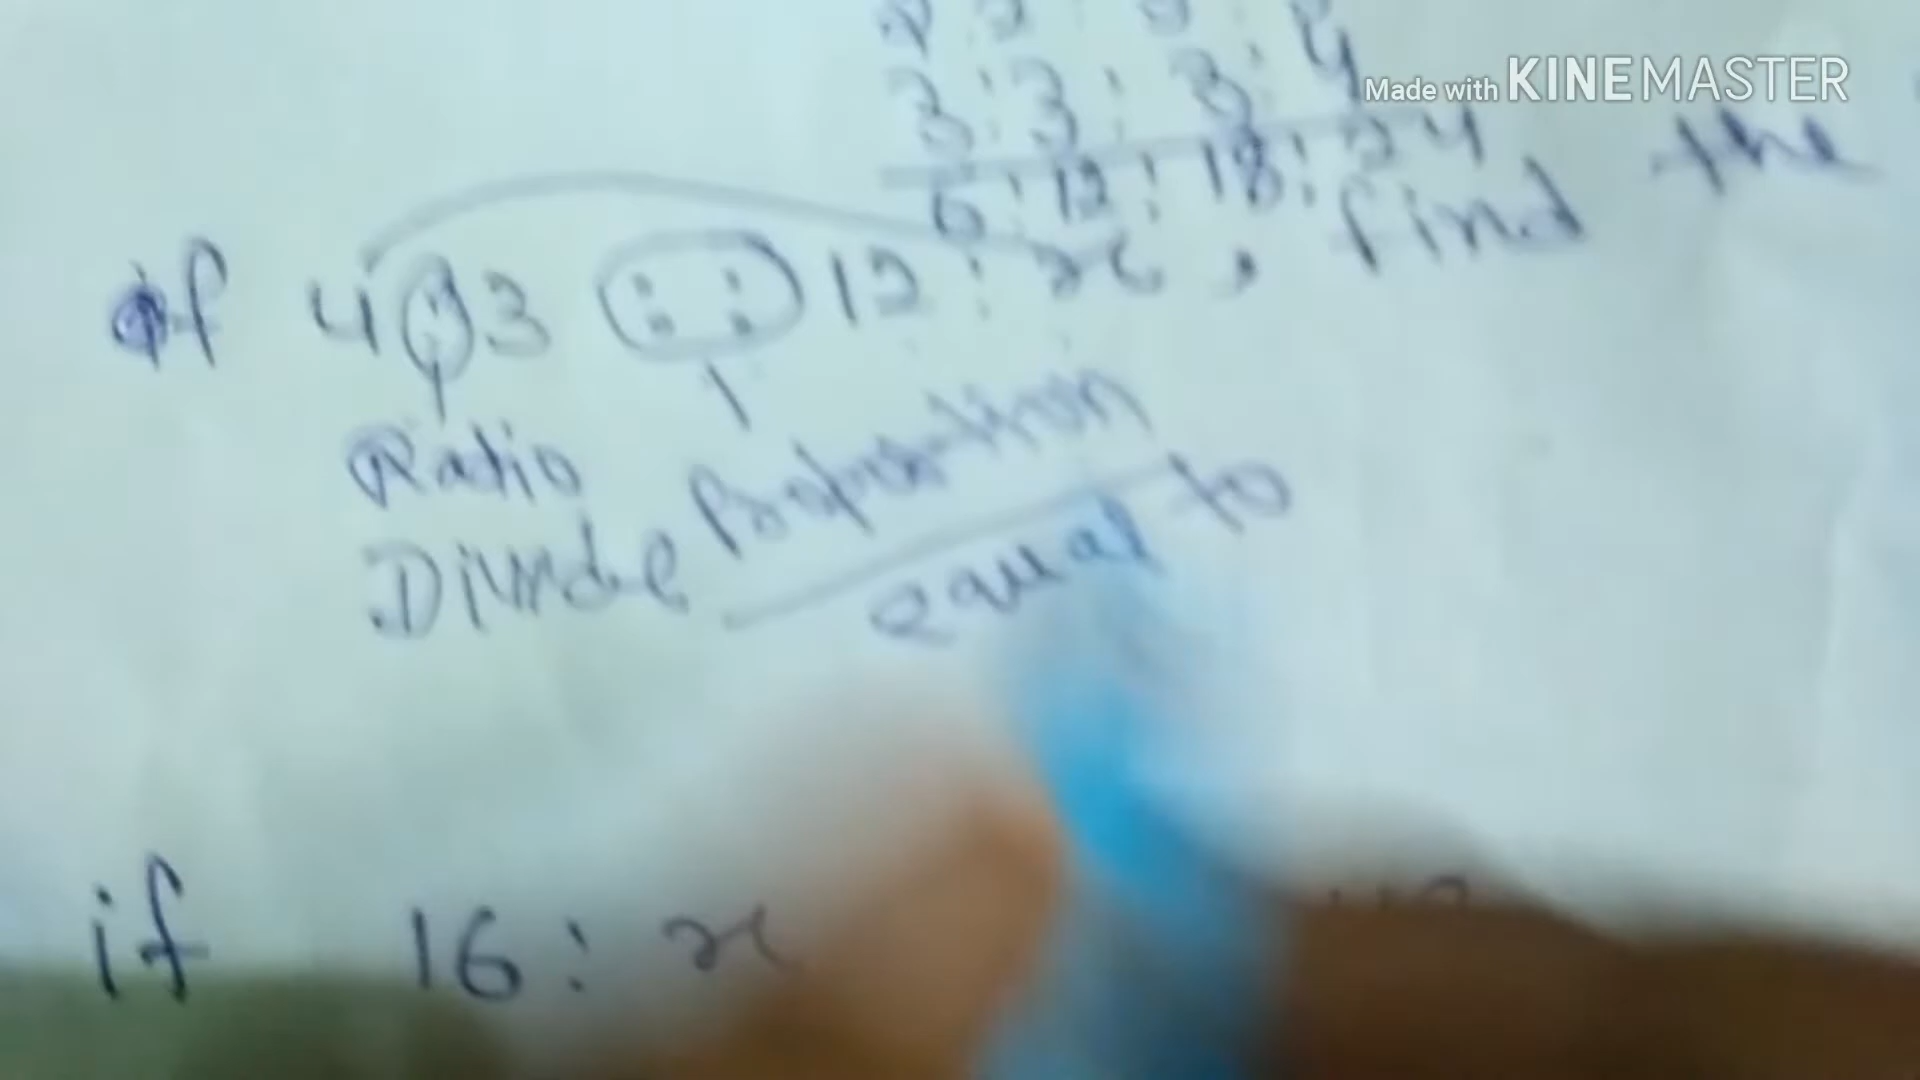 Made with KINEMASTER
3 : 3 : 3 : 4
6 : 12 : 18 : 24
if 4 : 3 :: 12 : x, find the
Ratio Proportion
Divide equal to
if 16 : x